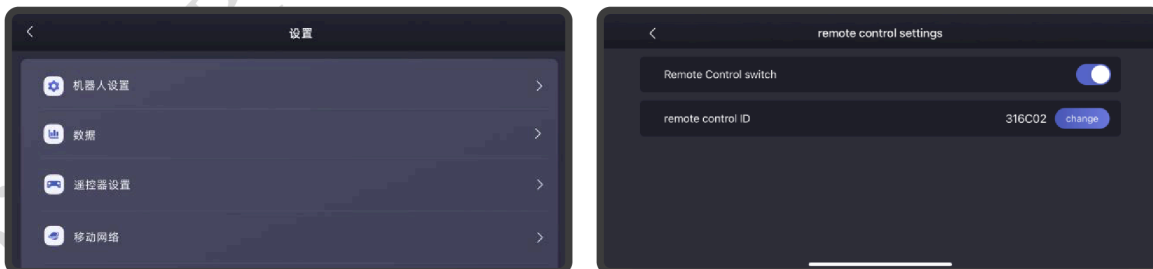 设置
机器人设置
数据
遥控器设置
移动网络
remote control settings
Remote Control switch
remote control ID 316C02 change